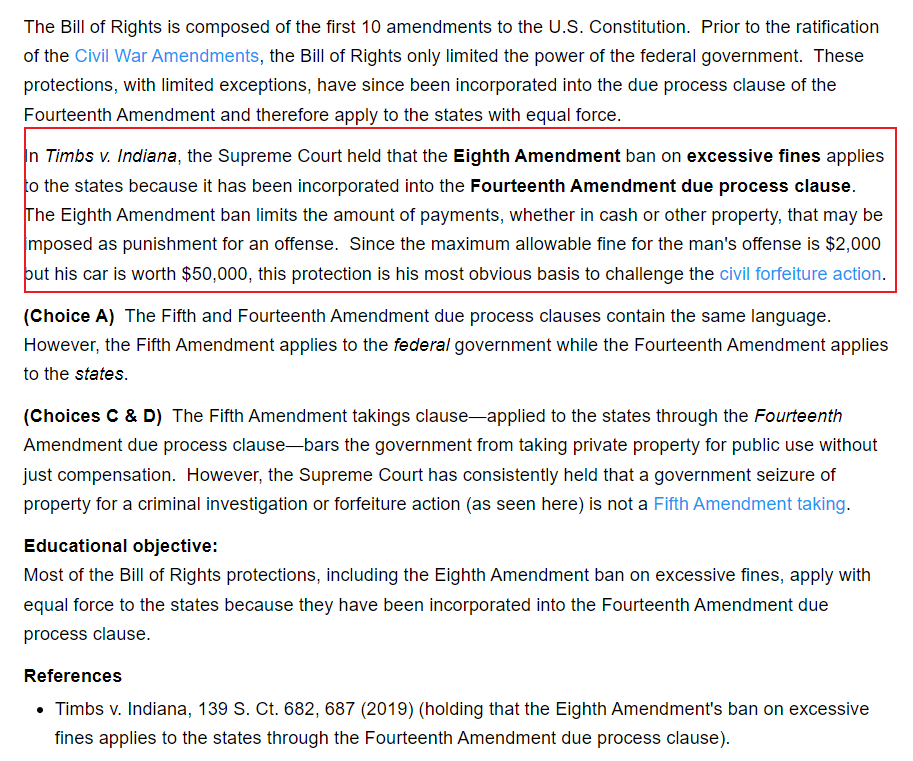 The Bill of Rights is composed of the first 10 amendments to the U.S. Constitution.  Prior to the ratification
of the Civil War Amendments, the Bill of Rights only limited the power of the federal government.  These
protections, with limited exceptions, have since been incorporated into the due process clause of the
Fourteenth Amendment and therefore apply to the states with equal force.
In Timbs v. Indiana, the Supreme Court held that the Eighth Amendment ban on excessive fines applies
to the states because it has been incorporated into the Fourteenth Amendment due process clause.
The Eighth Amendment ban limits the amount of payments, whether in cash or other property, that may be
imposed as punishment for an offense.  Since the maximum allowable fine for the man's offense is $2,000
but his car is worth $50,000, this protection is his most obvious basis to challenge the civil forfeiture action.
(Choice A)  The Fifth and Fourteenth Amendment due process clauses contain the same language.
However, the Fifth Amendment applies to the federal government while the Fourteenth Amendment applies
to the states.
(Choices C & D)  The Fifth Amendment takings clause—applied to the states through the Fourteenth
Amendment due process clause—bars the government from taking private property for public use without
just compensation.  However, the Supreme Court has consistently held that a government seizure of
property for a criminal investigation or forfeiture action (as seen here) is not a Fifth Amendment taking.
Educational objective:
Most of the Bill of Rights protections, including the Eighth Amendment ban on excessive fines, apply with
equal force to the states because they have been incorporated into the Fourteenth Amendment due
process clause.
References
• Timbs v. Indiana, 139 S. Ct. 682, 687 (2019) (holding that the Eighth Amendment's ban on excessive
fines applies to the states through the Fourteenth Amendment due process clause).